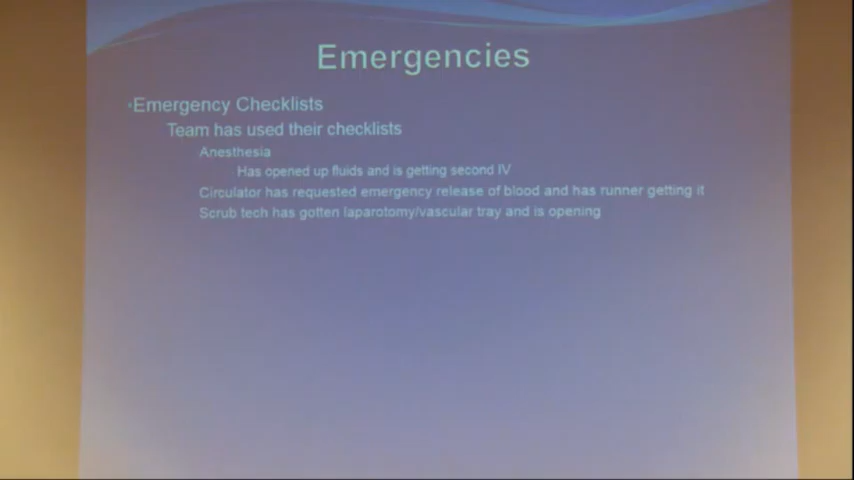 Emergencies
•Emergency Checklists
Team has used their checklists
Anesthesia
Has opened up fluids and is getting second IV
Circulator has requested emergency release of blood and has runner getting it
Scrub tech has gotten laparotomy/vascular tray and is opening